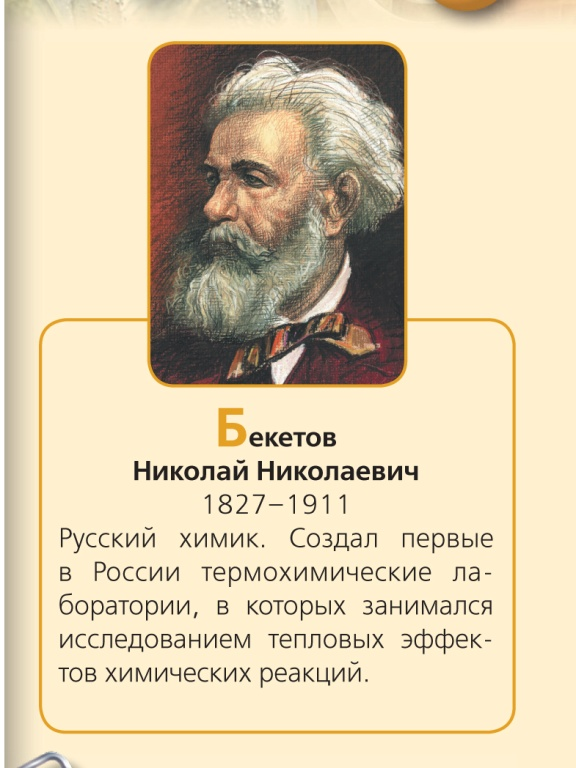 Бекетов
Николай Николаевич
1827–1911
Русский химик. Создал первые
в России термохимические ла-
боратории, в которых занимался
исследованием тепловых эффек-
тов химических реакций.